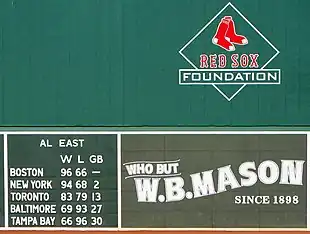 RED SOX
FOUNDATION
AL EAST
W L GB
BOSTON 96 66 —
NEW YORK 94 68 2
TORONTO 83 79 13
BALTIMORE 69 93 27
TAMPA BAY 66 96 30
WHO BUT
W.B. MASON
SINCE 1898